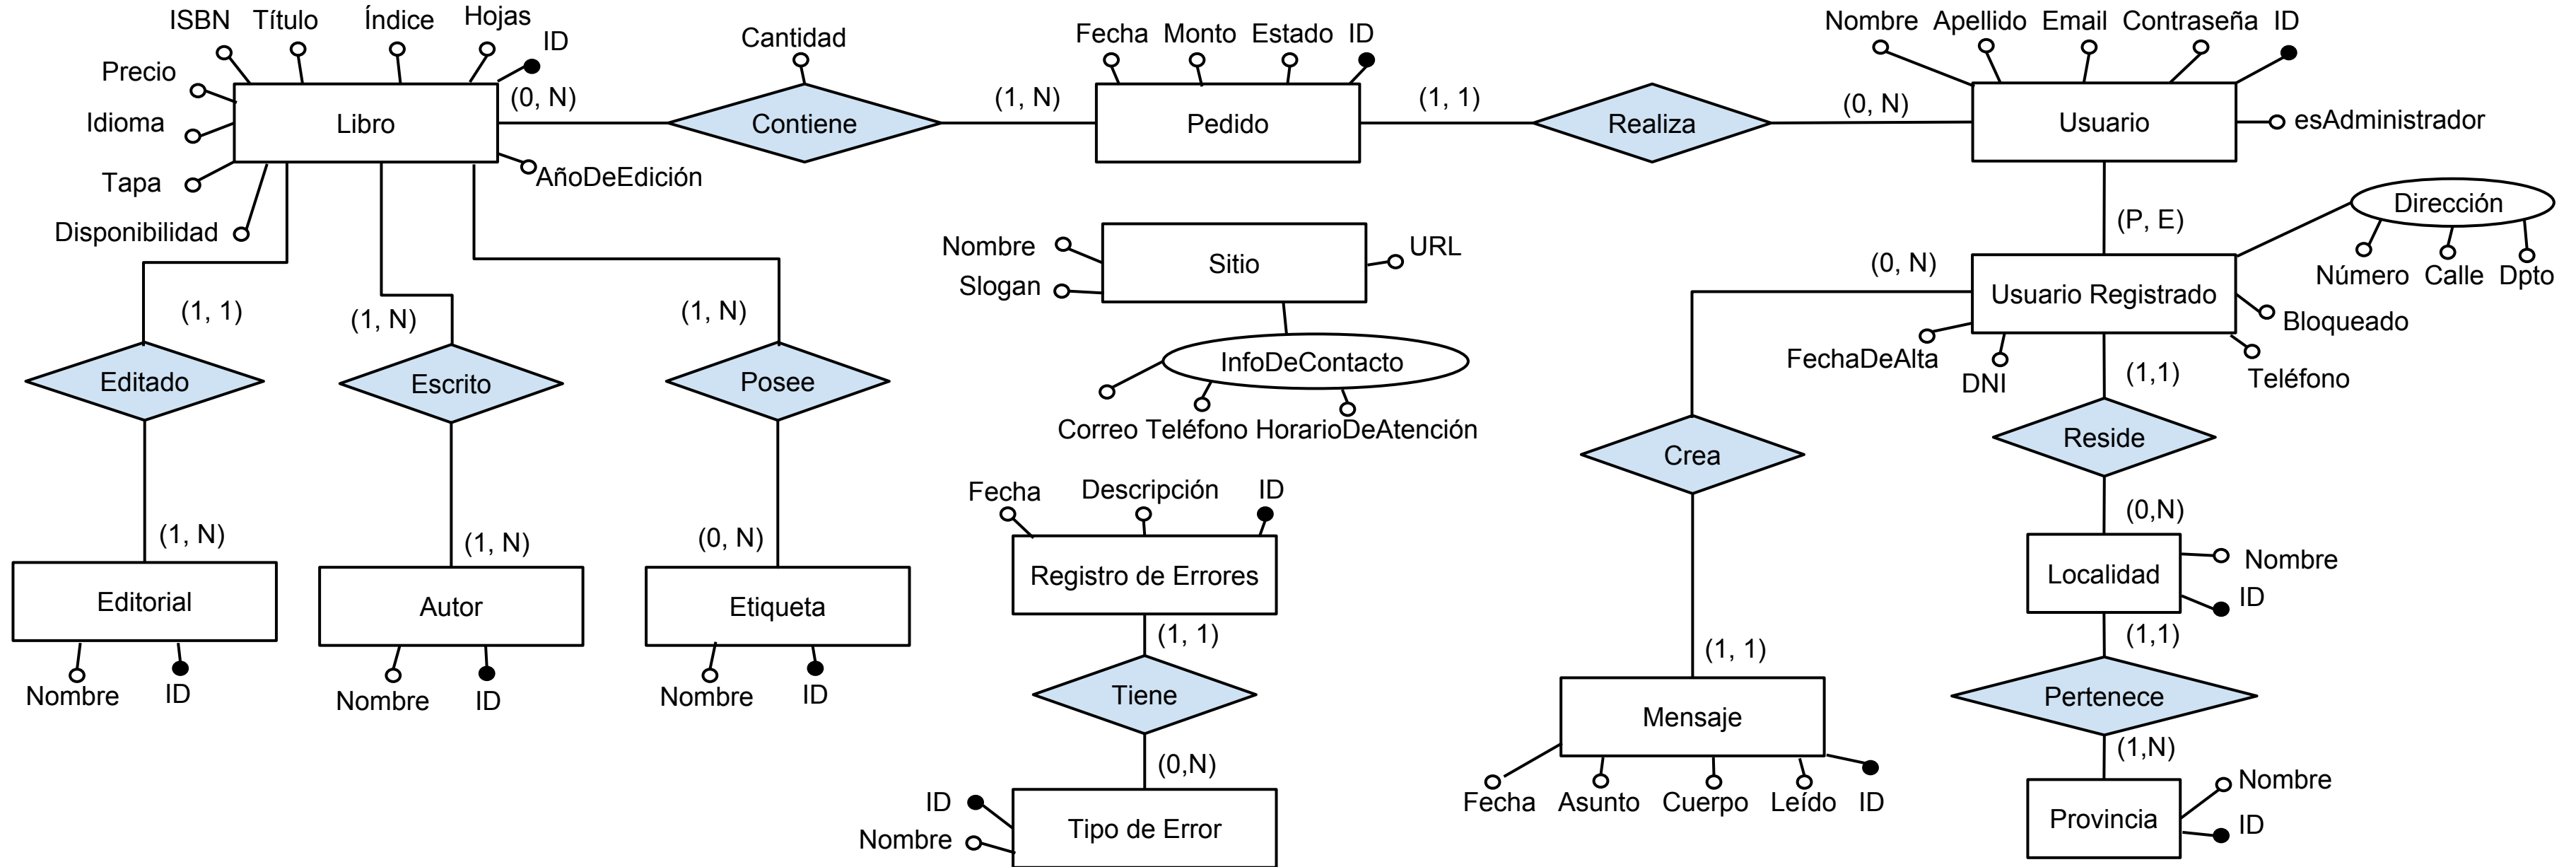 ISBN Título Índice Hojas ID
Precio
Idioma
Tapa
Disponibilidad
AñoDeEdición
Libro
(0, N)
Cantidad
Contiene
(1, N)
Fecha Monto Estado ID
Pedido
(1, 1)
Realiza
(0, N)
Nombre Apellido Email Contraseña ID
Usuario
esAdministrador
(P, E)
Dirección
Número Calle Dpto
Usuario Registrado
Bloqueado
Teléfono
FechaDeAlta
DNI
(0, N)
(1,1)
Nombre
Slogan
Sitio
URL
InfoDeContacto
Correo Teléfono HorarioDeAtención
(1, 1)
(1, N)
(1, N)
Editado
Escrito
Posee
(1, N)
(1, N)
(0, N)
Editorial
Autor
Etiqueta
Nombre ID
Nombre ID
Nombre ID
Fecha Descripción ID
Registro de Errores
(1, 1)
Tiene
(0,N)
ID
Nombre
Tipo de Error
Crea
(1, 1)
Mensaje
Fecha Asunto Cuerpo Leído ID
Reside
(0,N)
Localidad
Nombre
ID
(1,1)
Pertenece
(1,N)
Provincia
Nombre
ID